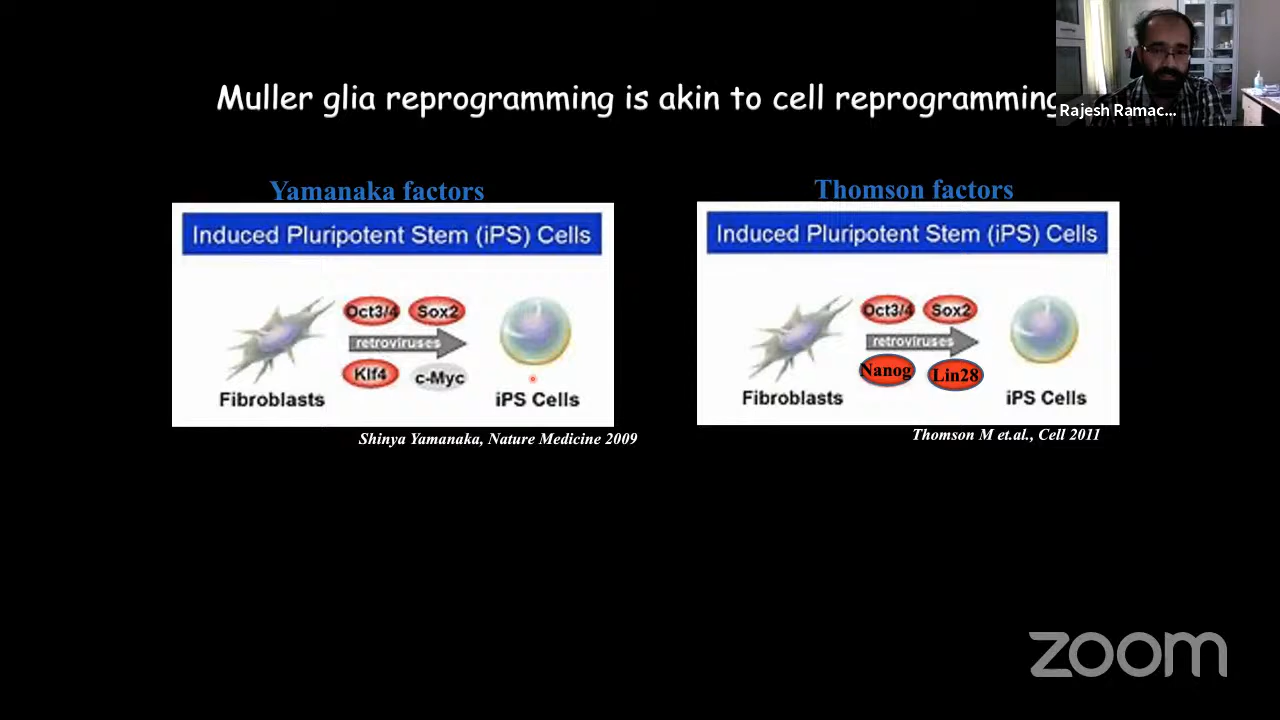 Muller glia reprogramming is akin to cell reprogramming
Rajesh Ramac...
Yamanaka factors
Induced Pluripotent Stem (iPS) Cells
Oct3/4 Sox2
retroviruses
Klf4 c-Myc
Fibroblasts iPS Cells
Shinya Yamanaka, Nature Medicine 2009
Thomson factors
Induced Pluripotent Stem (iPS) Cells
Oct3/4 Sox2
retroviruses
Nanog Lin28
Fibroblasts iPS Cells
Thomson M et.al., Cell 2011
zoom